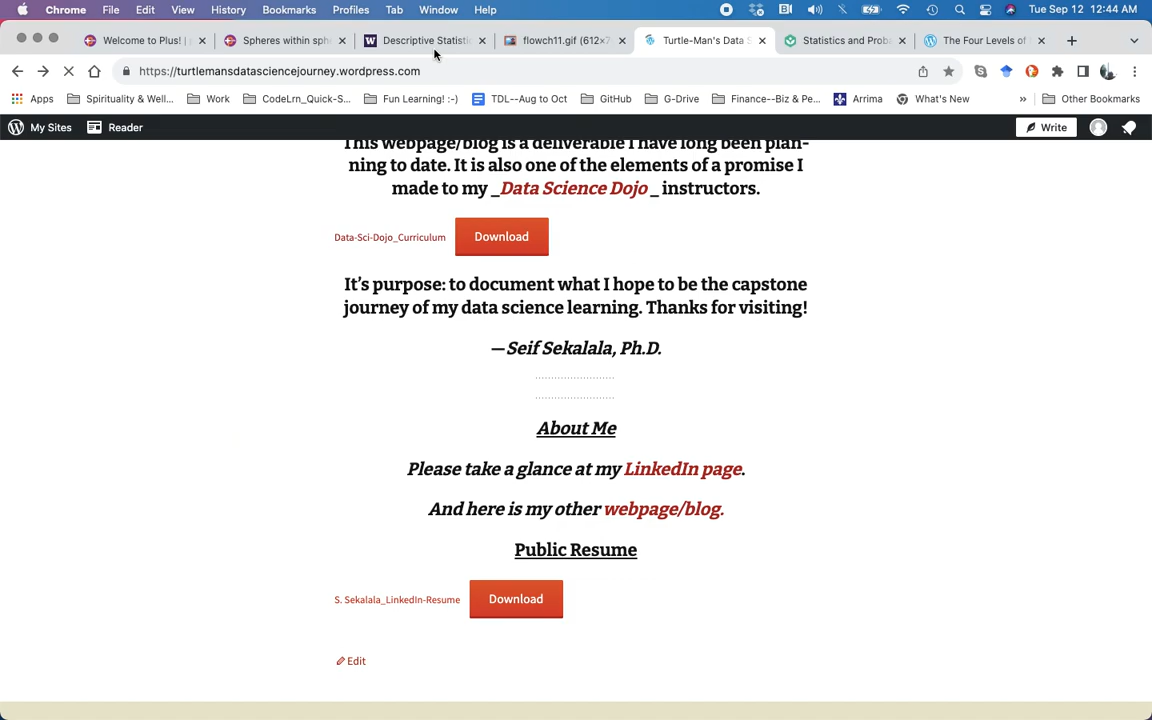 Chrome File Edit View History Bookmarks Profiles Tab Window Help Tue Sep 12 12:44 AM
Welcome to Plus! | Spheres within sph Descriptive Statisti flowch11.gif (612×7 Turtle-Man's Data S Statistics and Proba The Four Levels of
https://turtlemansdatasciencejourney.wordpress.com
Apps Spirituality & Well... Work CodeLrn_Quick-S... Fun Learning! :-) TDL--Aug to Oct GitHub G-Drive Finance--Biz & Pe... Arrima What's New » Other Bookmarks
My Sites Reader Write
This webpage/blog is a deliverable I have long been plan-
ning to date. It is also one of the elements of a promise I
made to my _Data Science Dojo _ instructors.
Data-Sci-Dojo_Curriculum Download
It's purpose: to document what I hope to be the capstone
journey of my data science learning. Thanks for visiting!
—Seif Sekalala, Ph.D.
About Me
Please take a glance at my LinkedIn page.
And here is my other webpage/blog.
Public Resume
S. Sekalala_LinkedIn-Resume Download
Edit